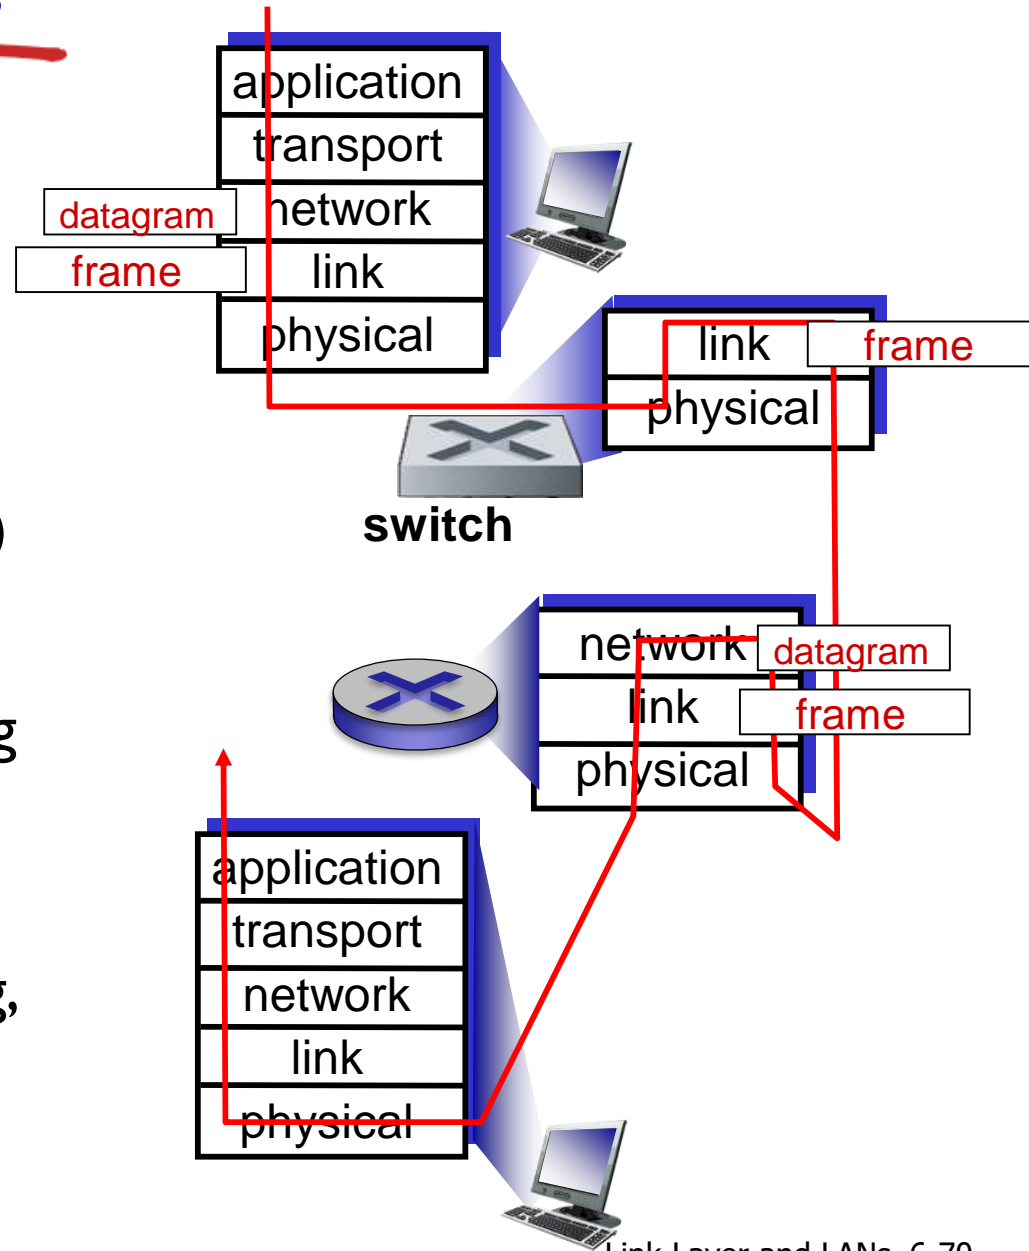 application
transport
datagram network
frame link
physical
link frame
physical
switch
)
network datagram
link frame
g
physical
application
transport
network
g,
link
physical